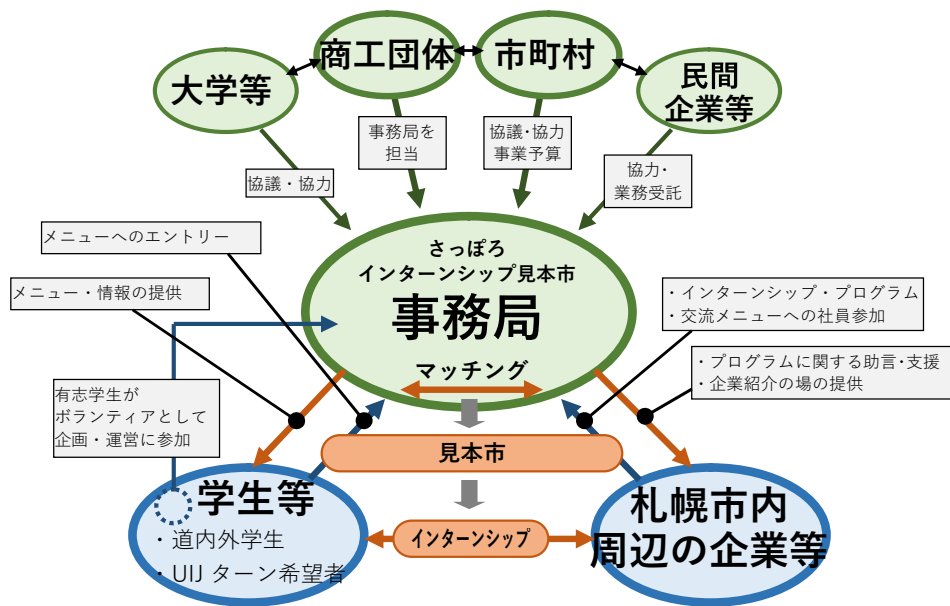 大学等
商工団体
市町村
民間
企業等
協議・協力
事務局を
担当
協議・協力
事業予算
協力・
業務受託
メニューへのエントリー
メニュー・情報の提供
さっぽろ
インターンシップ見本市
事務局
マッチング
・インターンシップ・プログラム
・交流メニューへの社員参加
・プログラムに関する助言・支援
・企業紹介の場の提供
有志学生が
ボランティアとして
企画・運営に参加
見本市
学生等
・道内外学生
・UIJ ターン希望者
インターンシップ
札幌市内
周辺の企業等